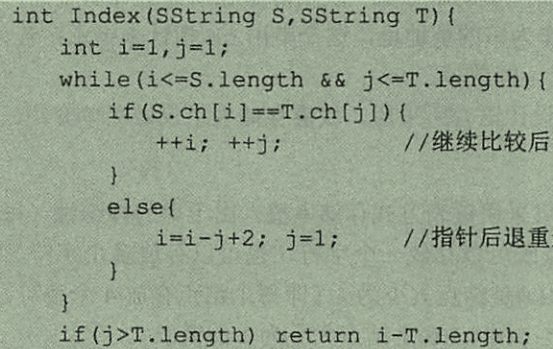 int Index(SString S,SString T){
int i=1,j=1;
while(i<=S.length && j<=T.length){
if(S.ch[i]==T.ch[j]){
++i; ++j; //继续比较后
}
else{
i=i-j+2; j=1; //指针后退重
}
}
if(j>T.length) return i-T.length;